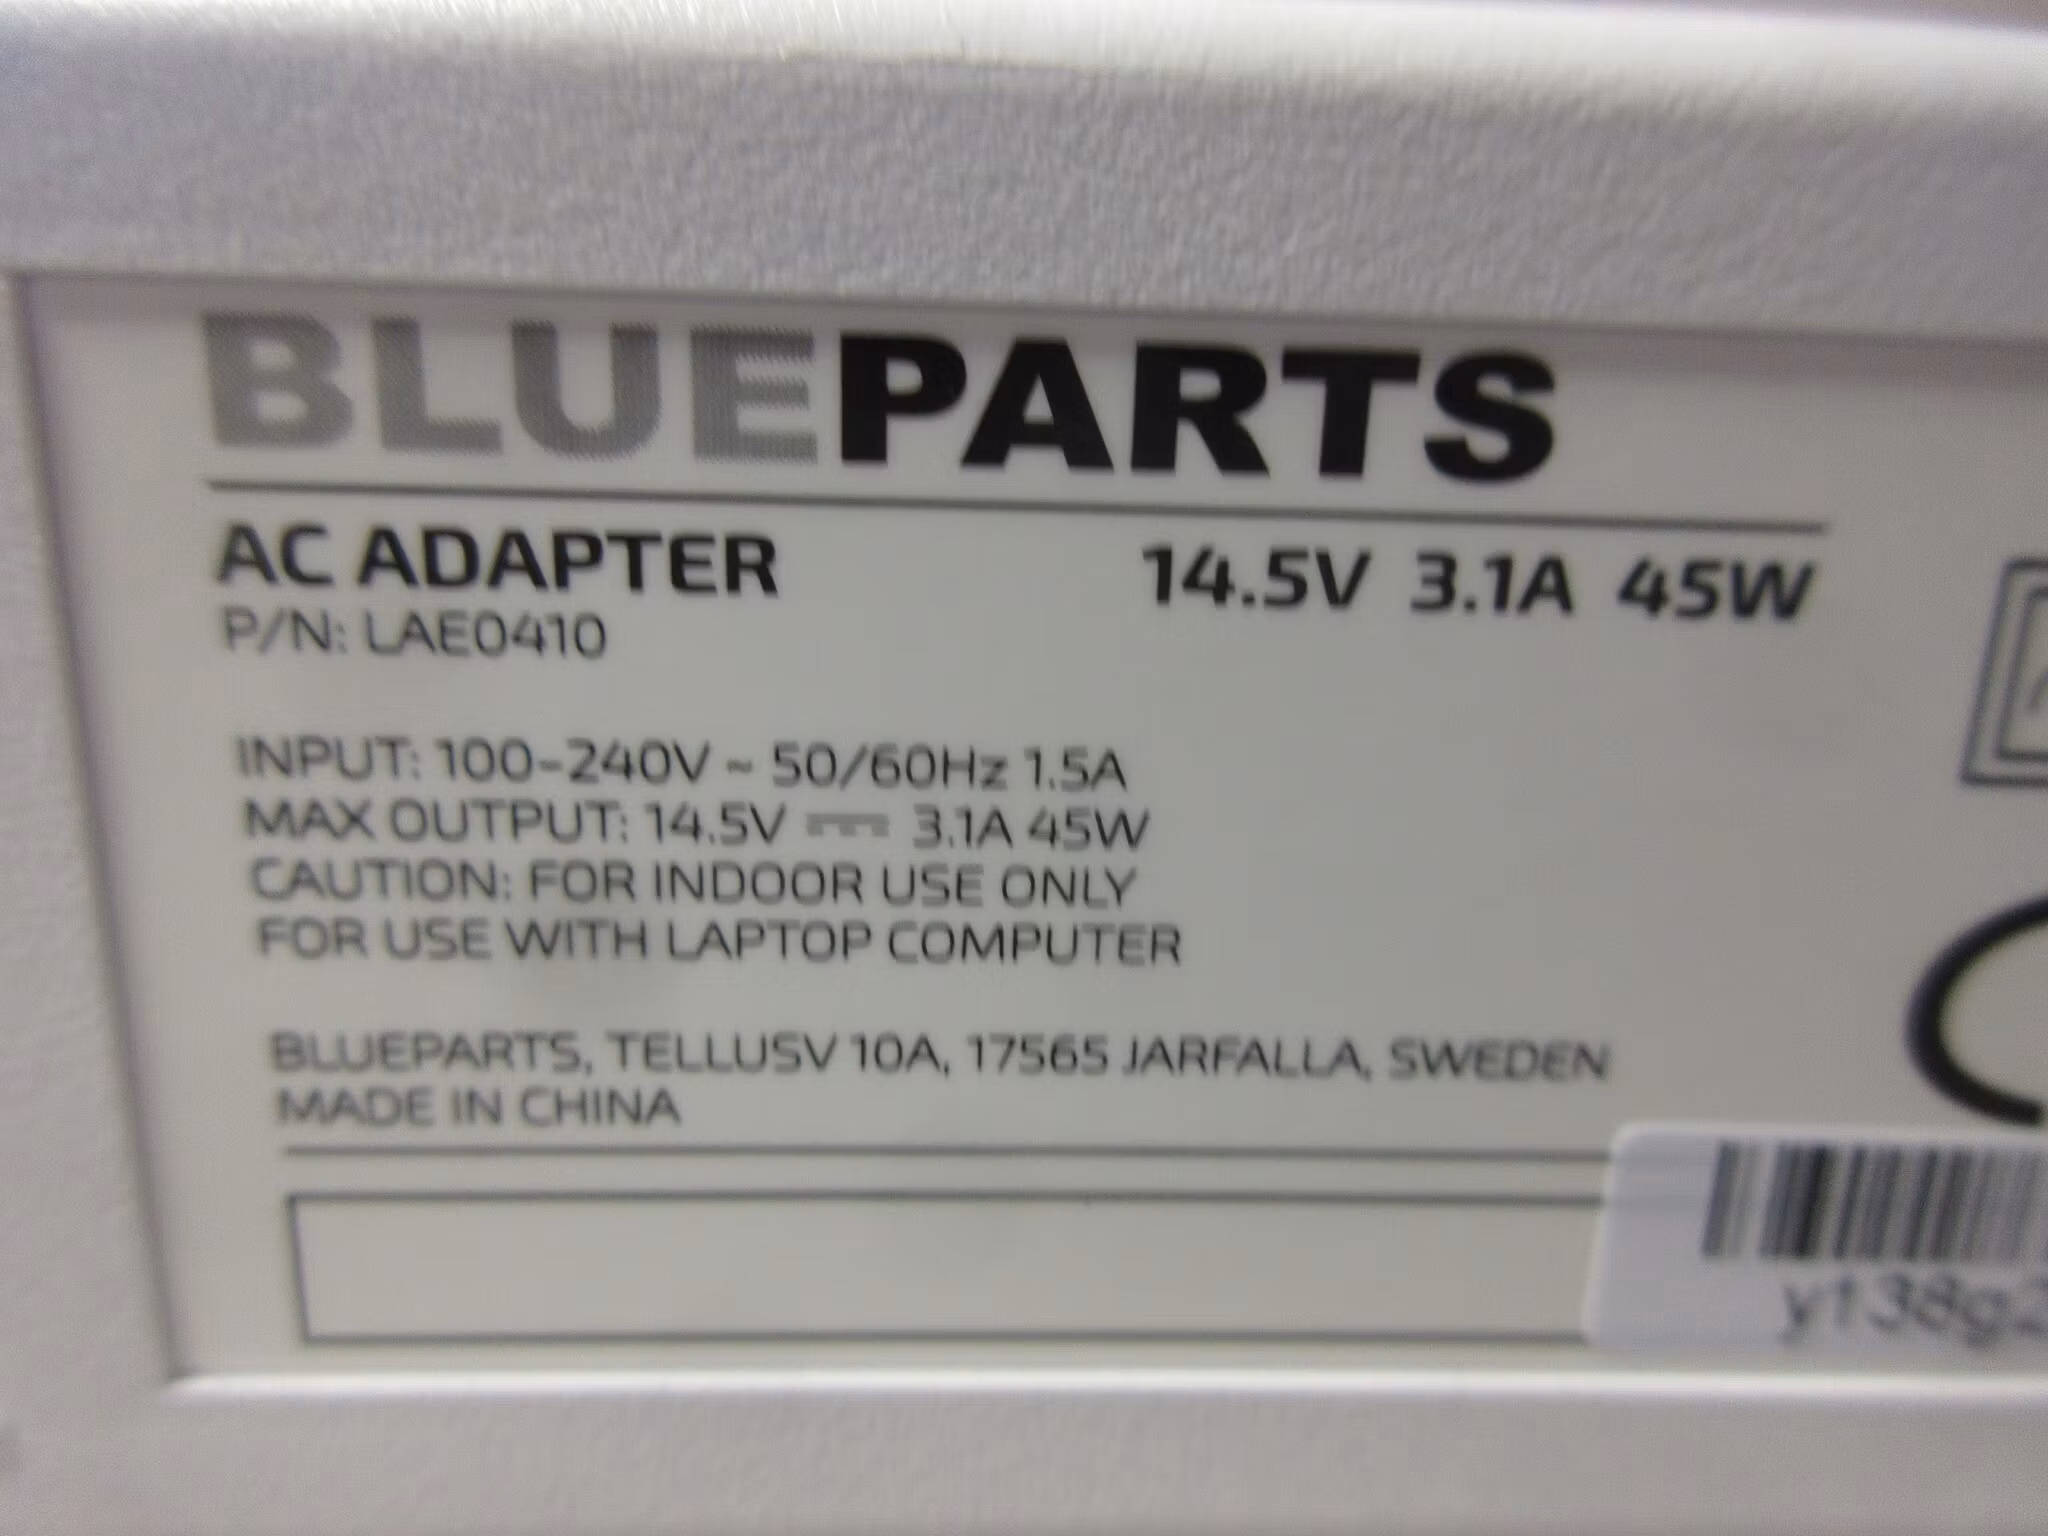 BLUEPARTS
AC ADAPTER 14.5V 3.1A 45W
P/N: LAE0410
INPUT: 100-240V ~ 50/60Hz 1.5A
MAX OUTPUT: 14.5V ⎓ 3.1A 45W
CAUTION: FOR INDOOR USE ONLY
FOR USE WITH LAPTOP COMPUTER
BLUEPARTS, TELLUSV 10A, 17565 JARFALLA, SWEDEN
MADE IN CHINA